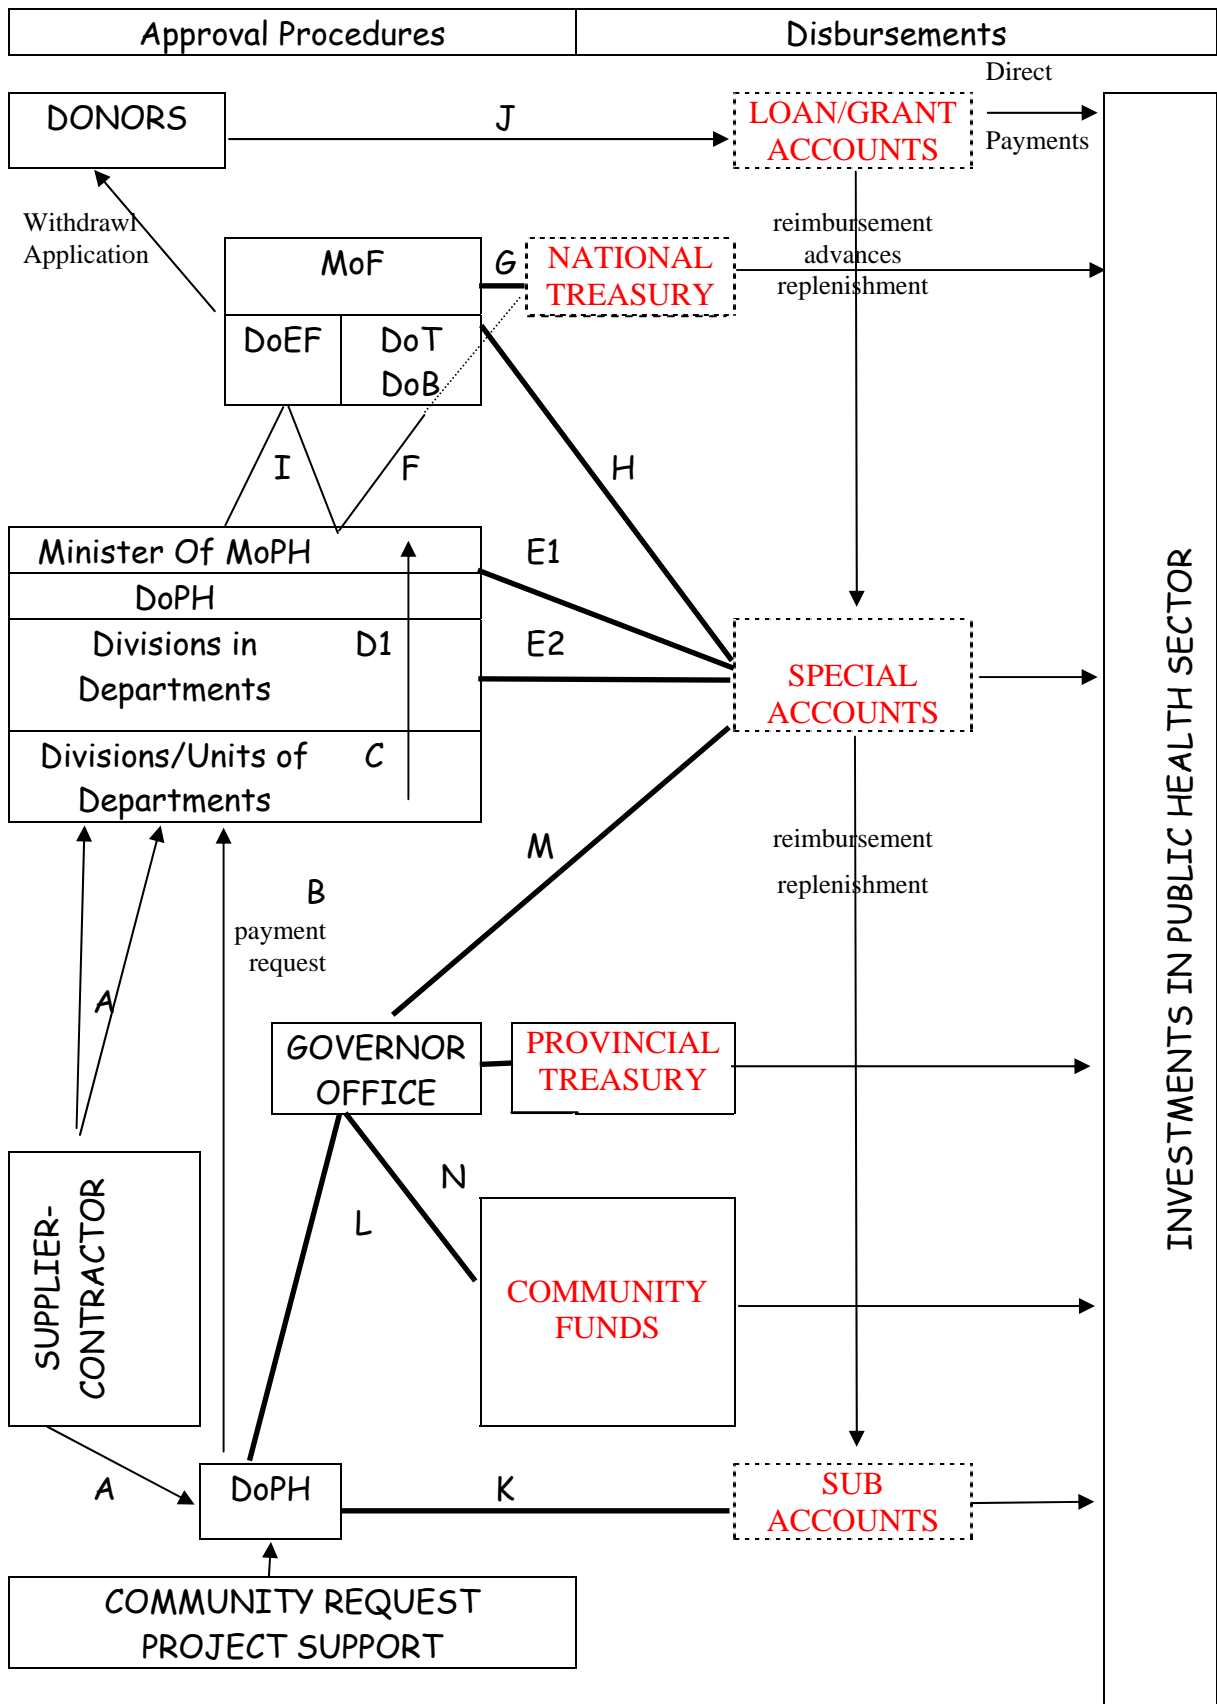 Approval Procedures
Disbursements
Direct
DONORS
J
LOAN/GRANT
ACCOUNTS
Payments
Withdrawl
Application
reimbursement
advances
replenishment
MoF
G
NATIONAL
TREASURY
DoEF
DoT
DoB
I
F
H
Minister Of MoPH
E1
DoPH
Divisions in
Departments
D1
E2
SPECIAL
ACCOUNTS
Divisions/Units of
Departments
C
M
reimbursement
replenishment
B
payment
request
A
GOVERNOR
OFFICE
PROVINCIAL
TREASURY
N
L
SUPPLIER-
CONTRACTOR
COMMUNITY
FUNDS
A
DoPH
K
SUB
ACCOUNTS
COMMUNITY REQUEST
PROJECT SUPPORT
INVESTMENTS IN PUBLIC HEALTH SECTOR